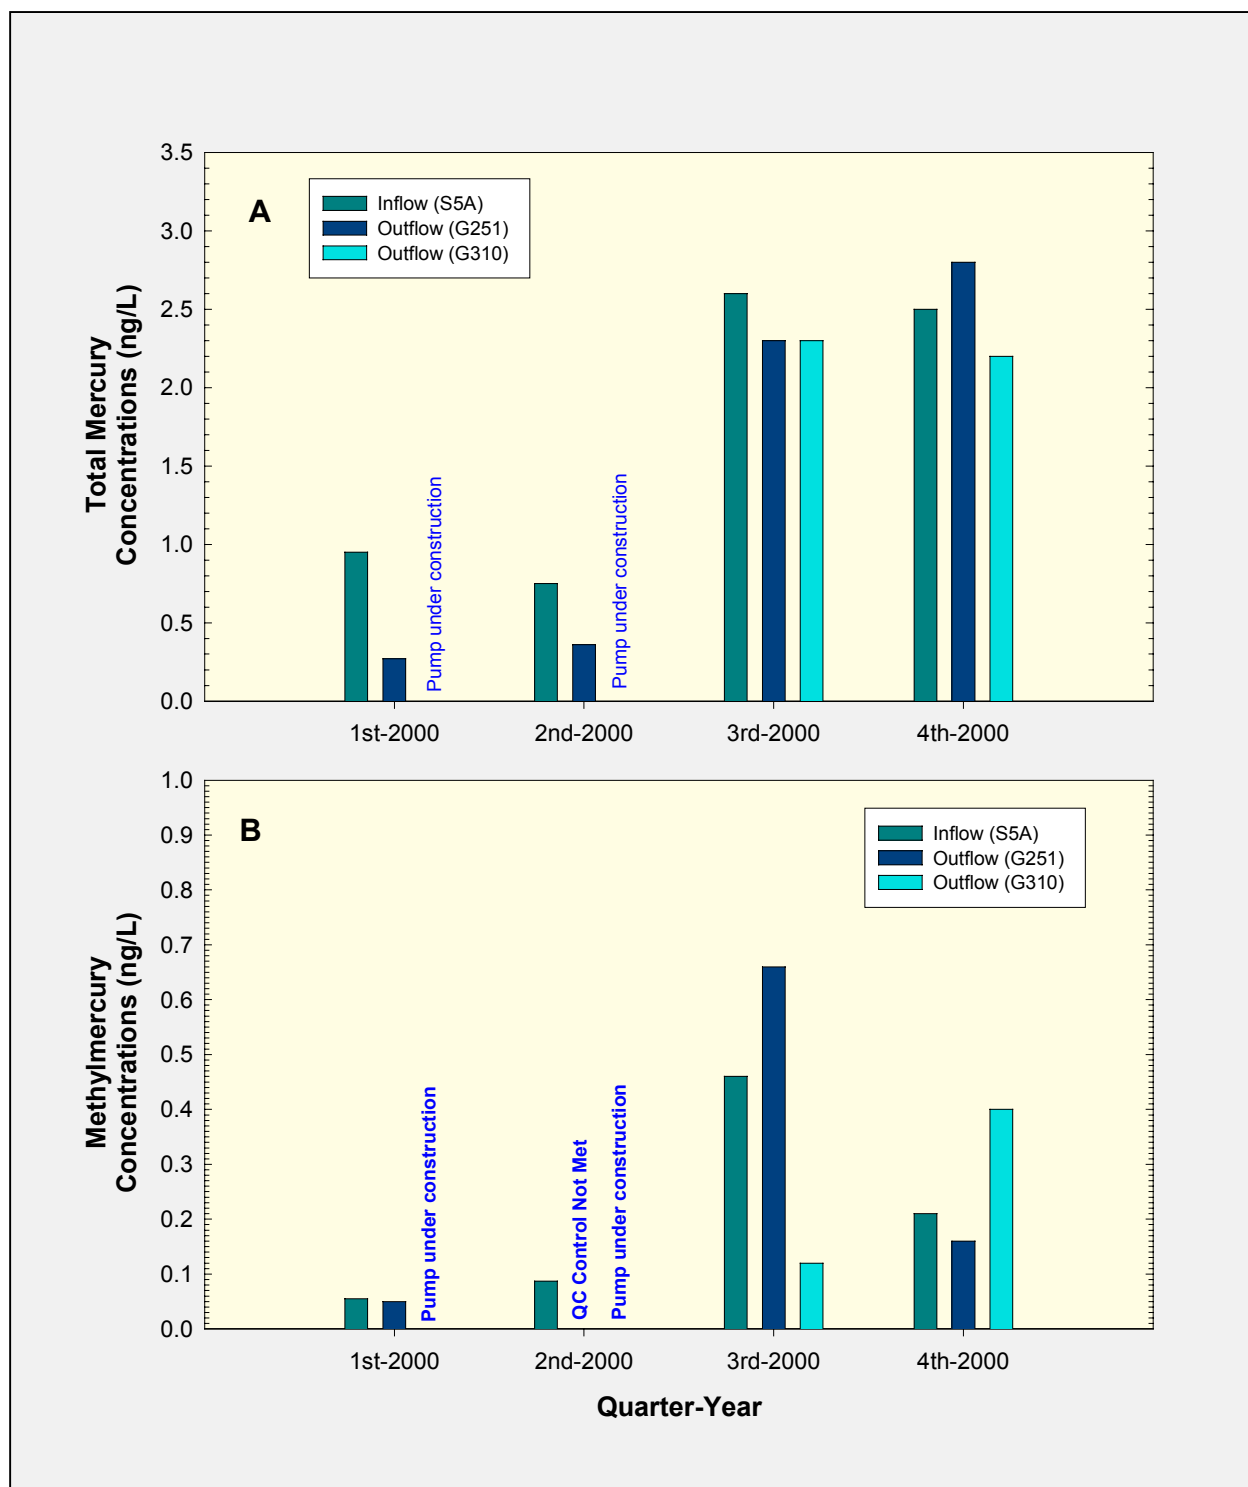 A
Inflow (S5A)
Outflow (G251)
Outflow (G310)
Total Mercury
Concentrations (ng/L)
3.5
3.0
2.5
2.0
1.5
1.0
0.5
0.0
Pump under construction
Pump under construction
1st-2000
2nd-2000
3rd-2000
4th-2000
B
Inflow (S5A)
Outflow (G251)
Outflow (G310)
Methylmercury
Concentrations (ng/L)
1.0
0.9
0.8
0.7
0.6
0.5
0.4
0.3
0.2
0.1
0.0
Pump under construction
QC Control Not Met
Pump under construction
1st-2000
2nd-2000
3rd-2000
4th-2000
Quarter-Year